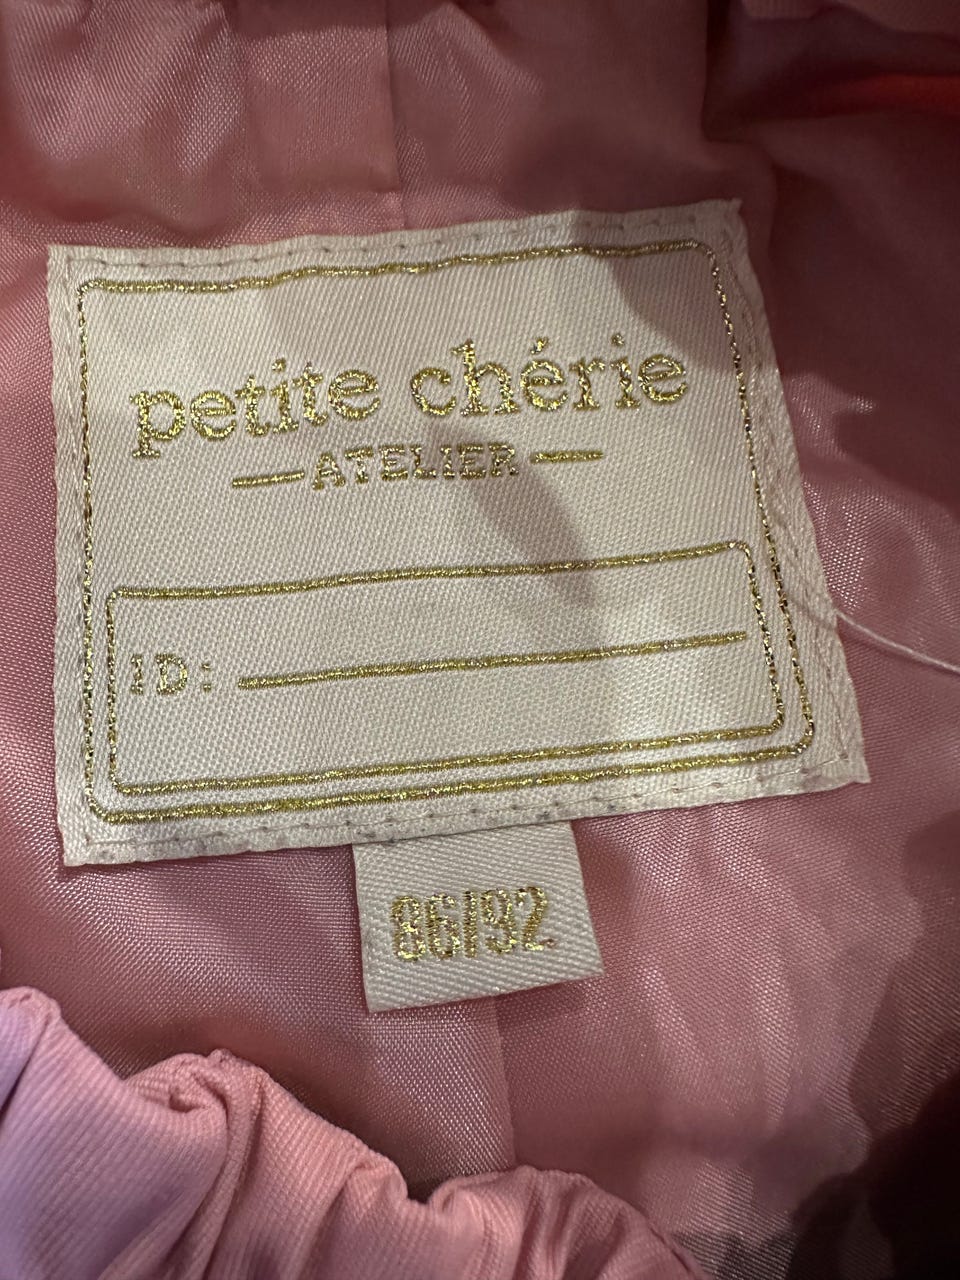 petite chérie
ATELIER
ID:
86/92